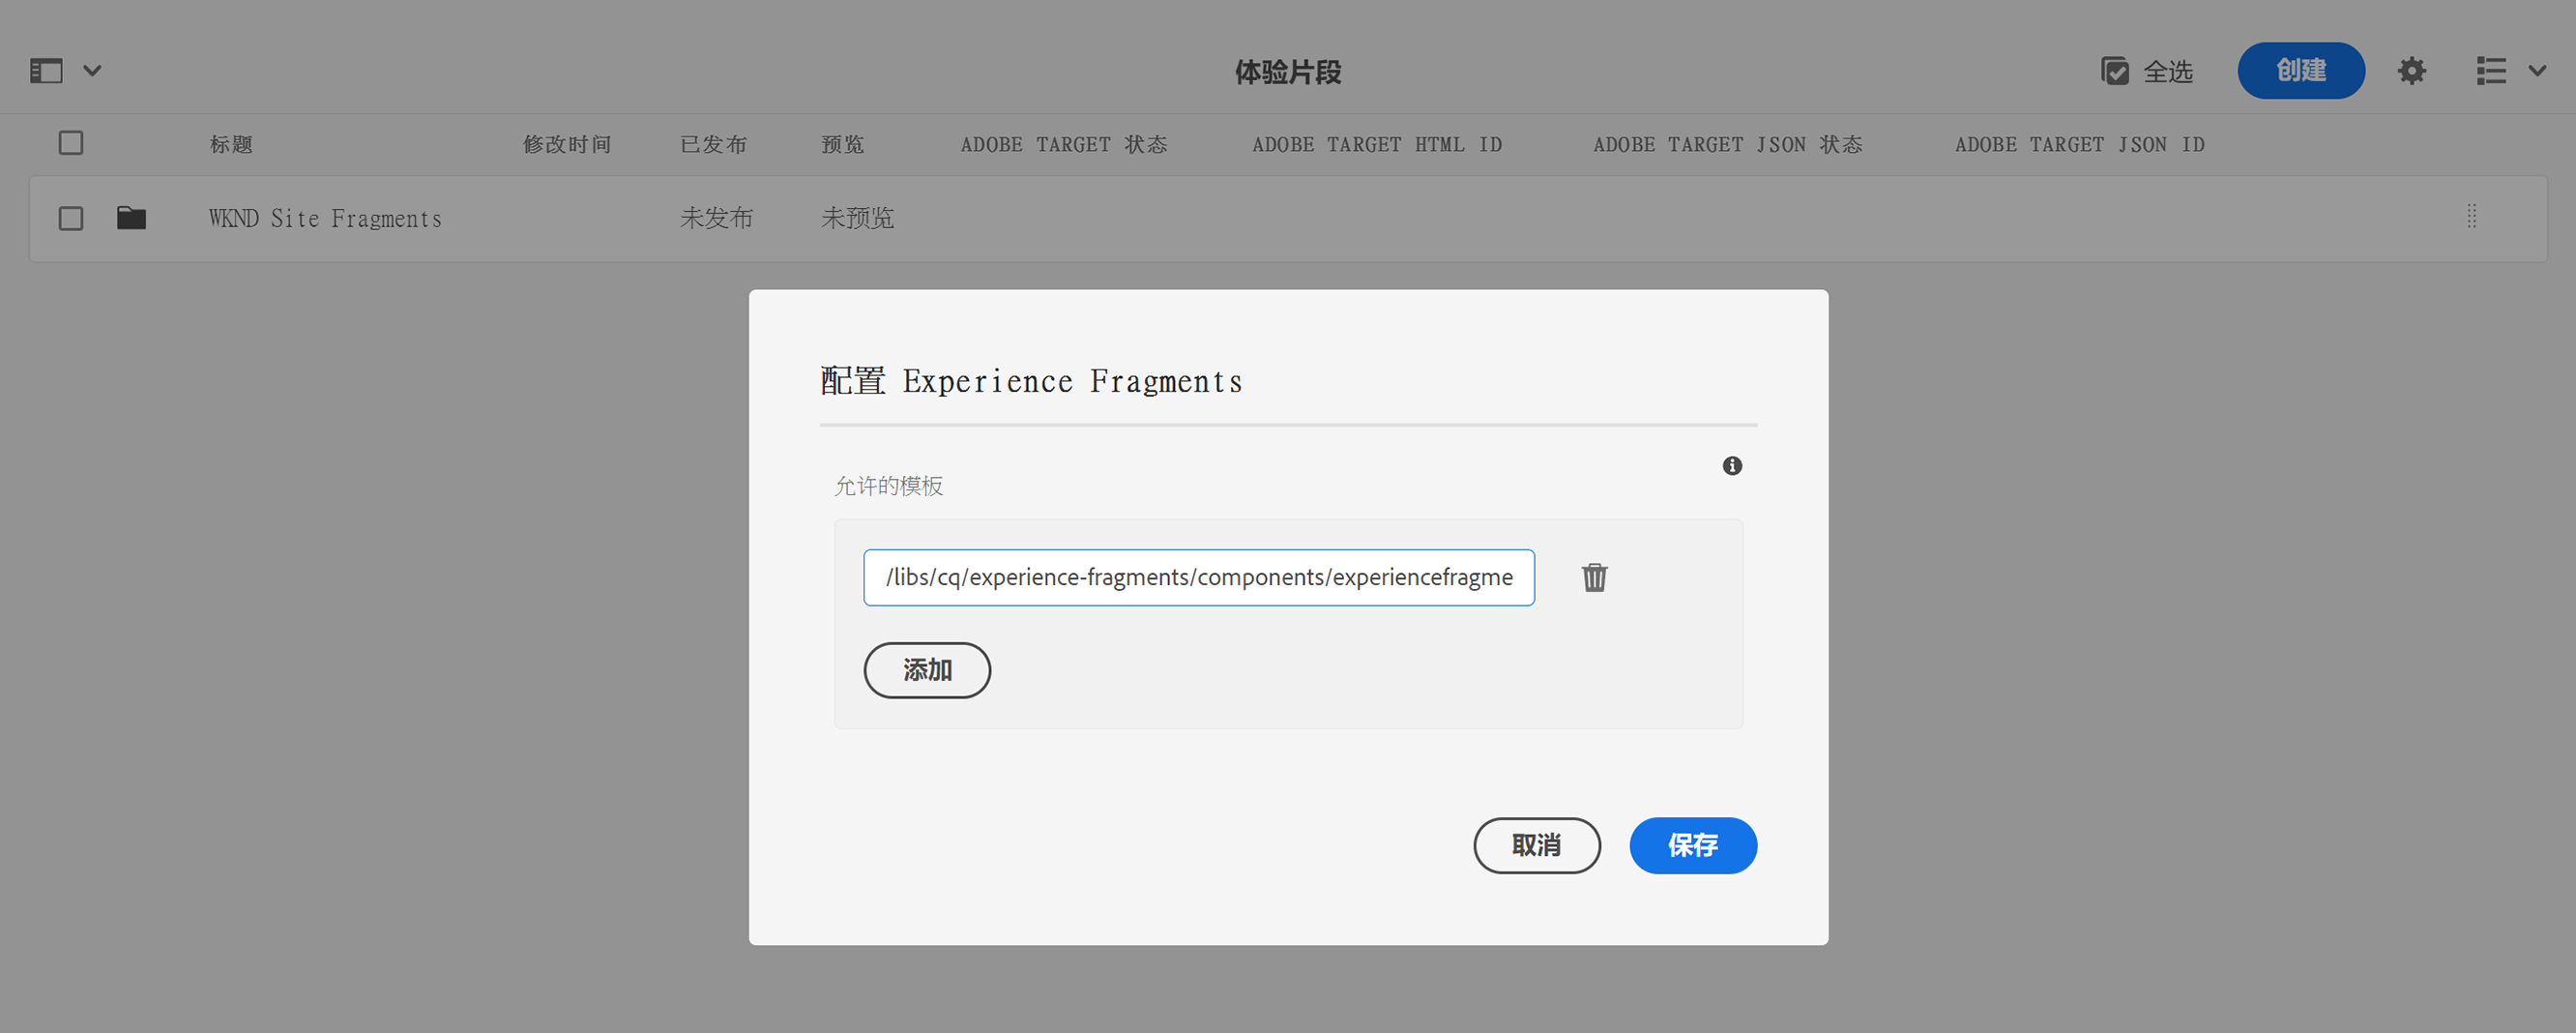 体验片段
全选
创建
标题 修改时间 已发布 预览 ADOBE TARGET 状态 ADOBE TARGET HTML ID ADOBE TARGET JSON 状态 ADOBE TARGET JSON ID
WKND Site Fragments 未发布 未预览
配置 Experience Fragments
允许的模板
/libs/cq/experience-fragments/components/experiencefragme
添加
取消 保存